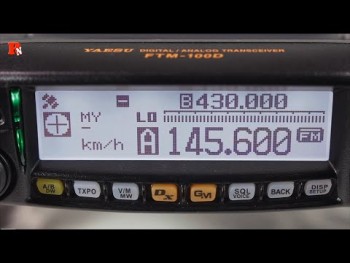 YAESU DIGITAL / ANALOG TRANSCEIVER
FTM-100D
B 430.000
MY LO
- A 145.600 FM
km/h
A/B DW TXPO V/M MW Dx GM SQL VOICE BACK DISP SETUP